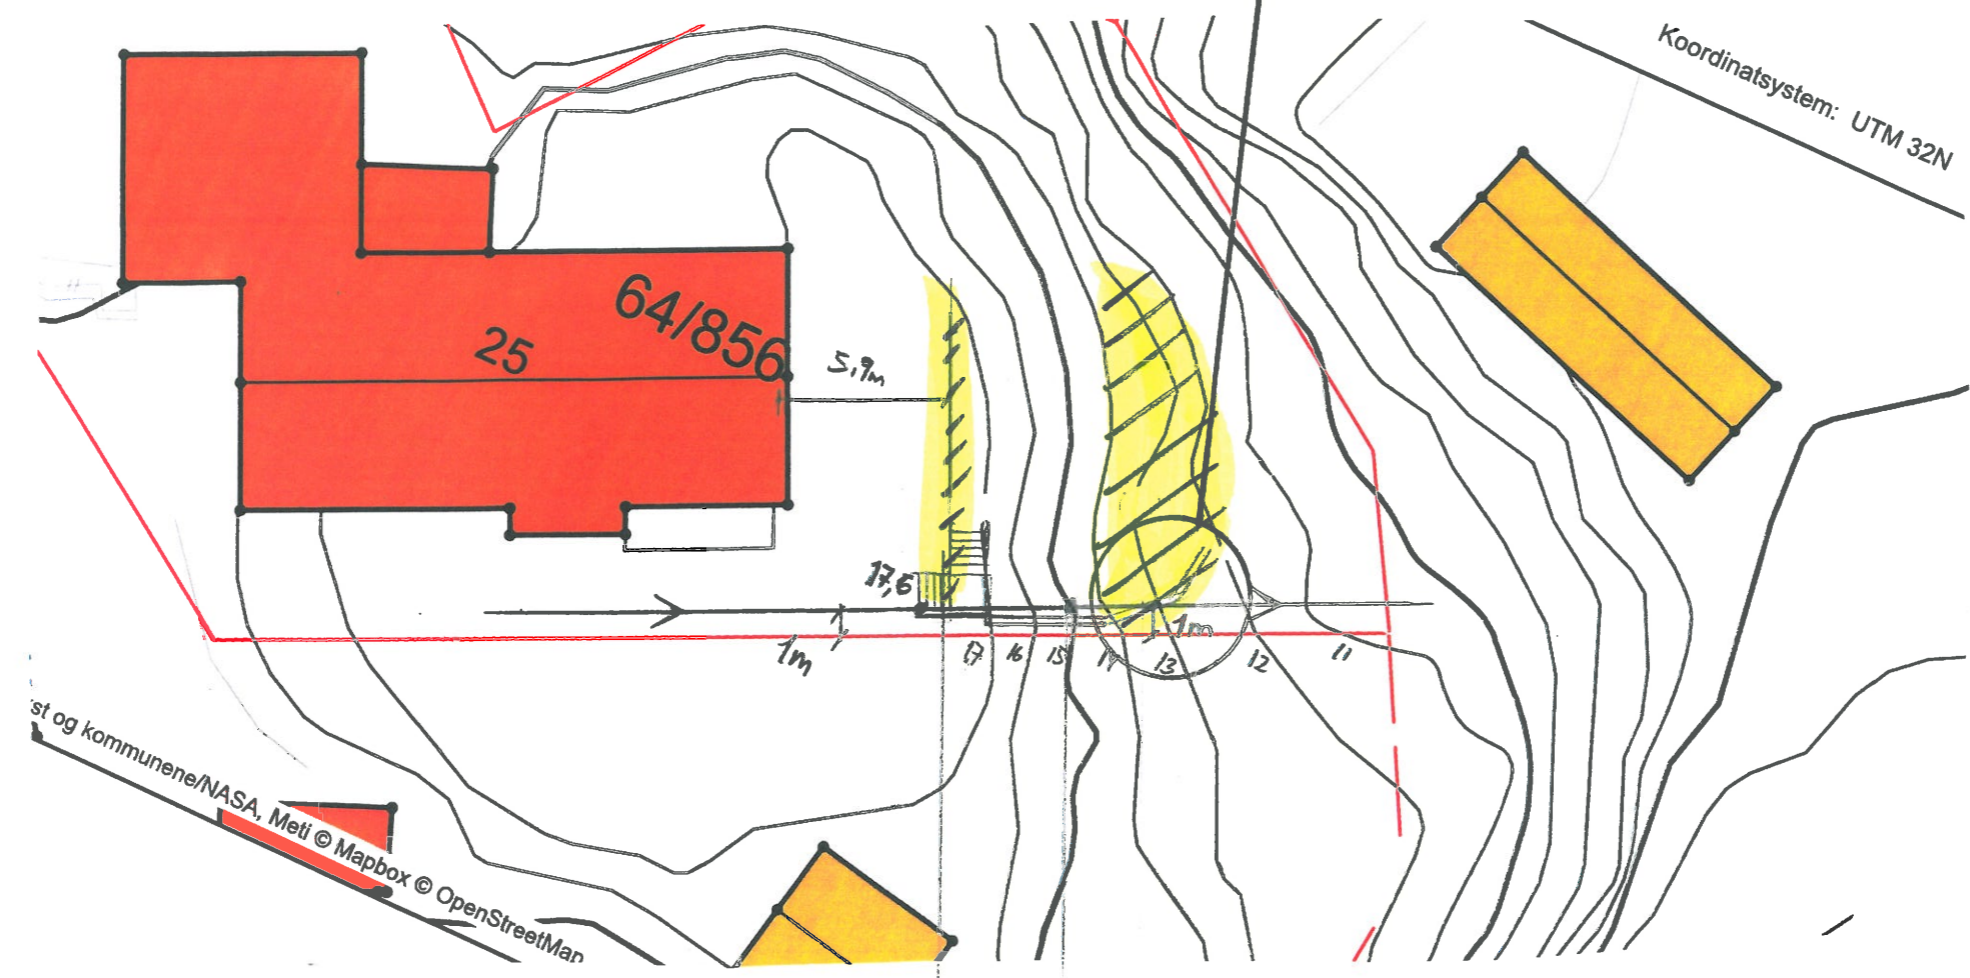 Koordinatsystem: UTM 32N
64/856
25
5,9m
17,6
1m
1m
17 16 15 14 13 12 11
st og kommunene/NASA, Meti © Mapbox © OpenStreetMap